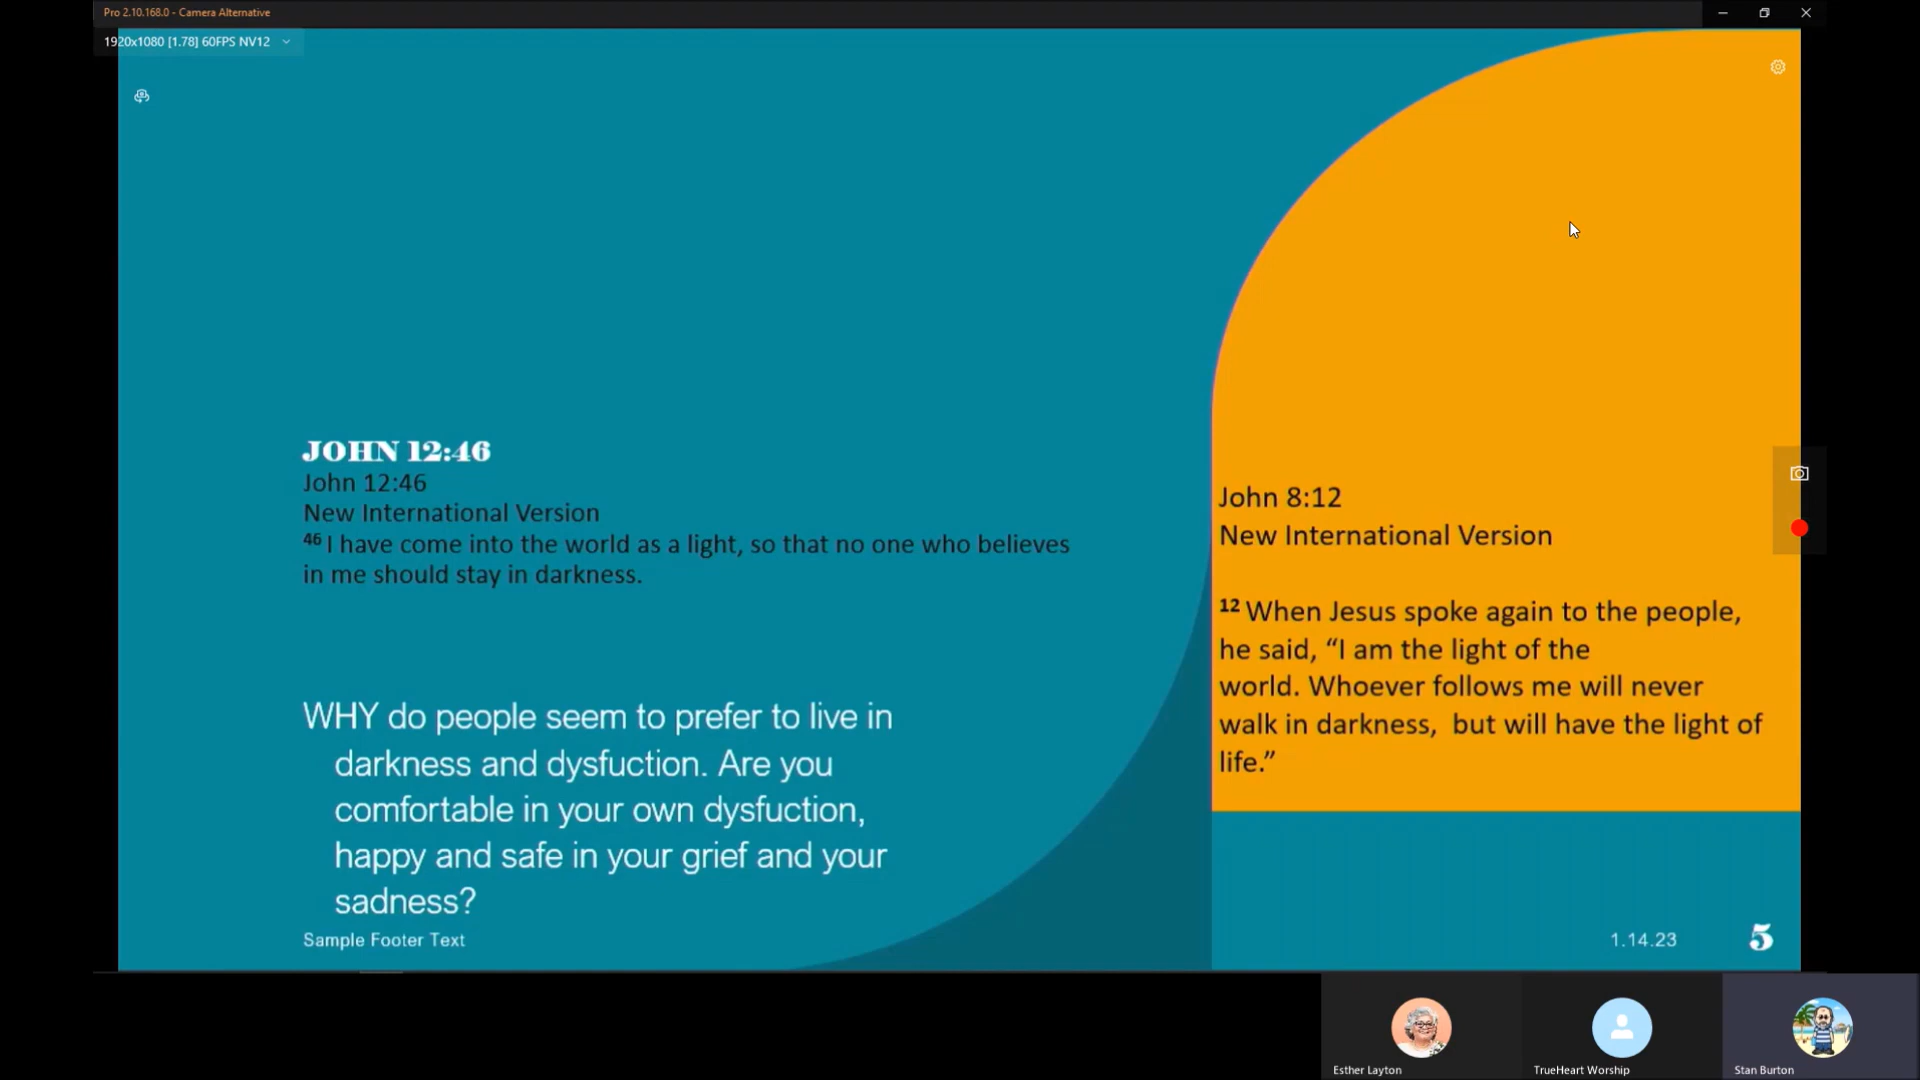 Pro 2.10.168.0 - Camera Alternative
1920x1080 [1.78] 60FPS NV12
JOHN 12:46
John 12:46
New International Version
46 I have come into the world as a light, so that no one who believes
in me should stay in darkness.
WHY do people seem to prefer to live in
darkness and dysfuction. Are you
comfortable in your own dysfuction,
happy and safe in your grief and your
sadness?
Sample Footer Text
John 8:12
New International Version
12 When Jesus spoke again to the people,
he said, “I am the light of the
world. Whoever follows me will never
walk in darkness, but will have the light of
life.”
1.14.23
5
Esther Layton
TrueHeart Worship
Stan Burton